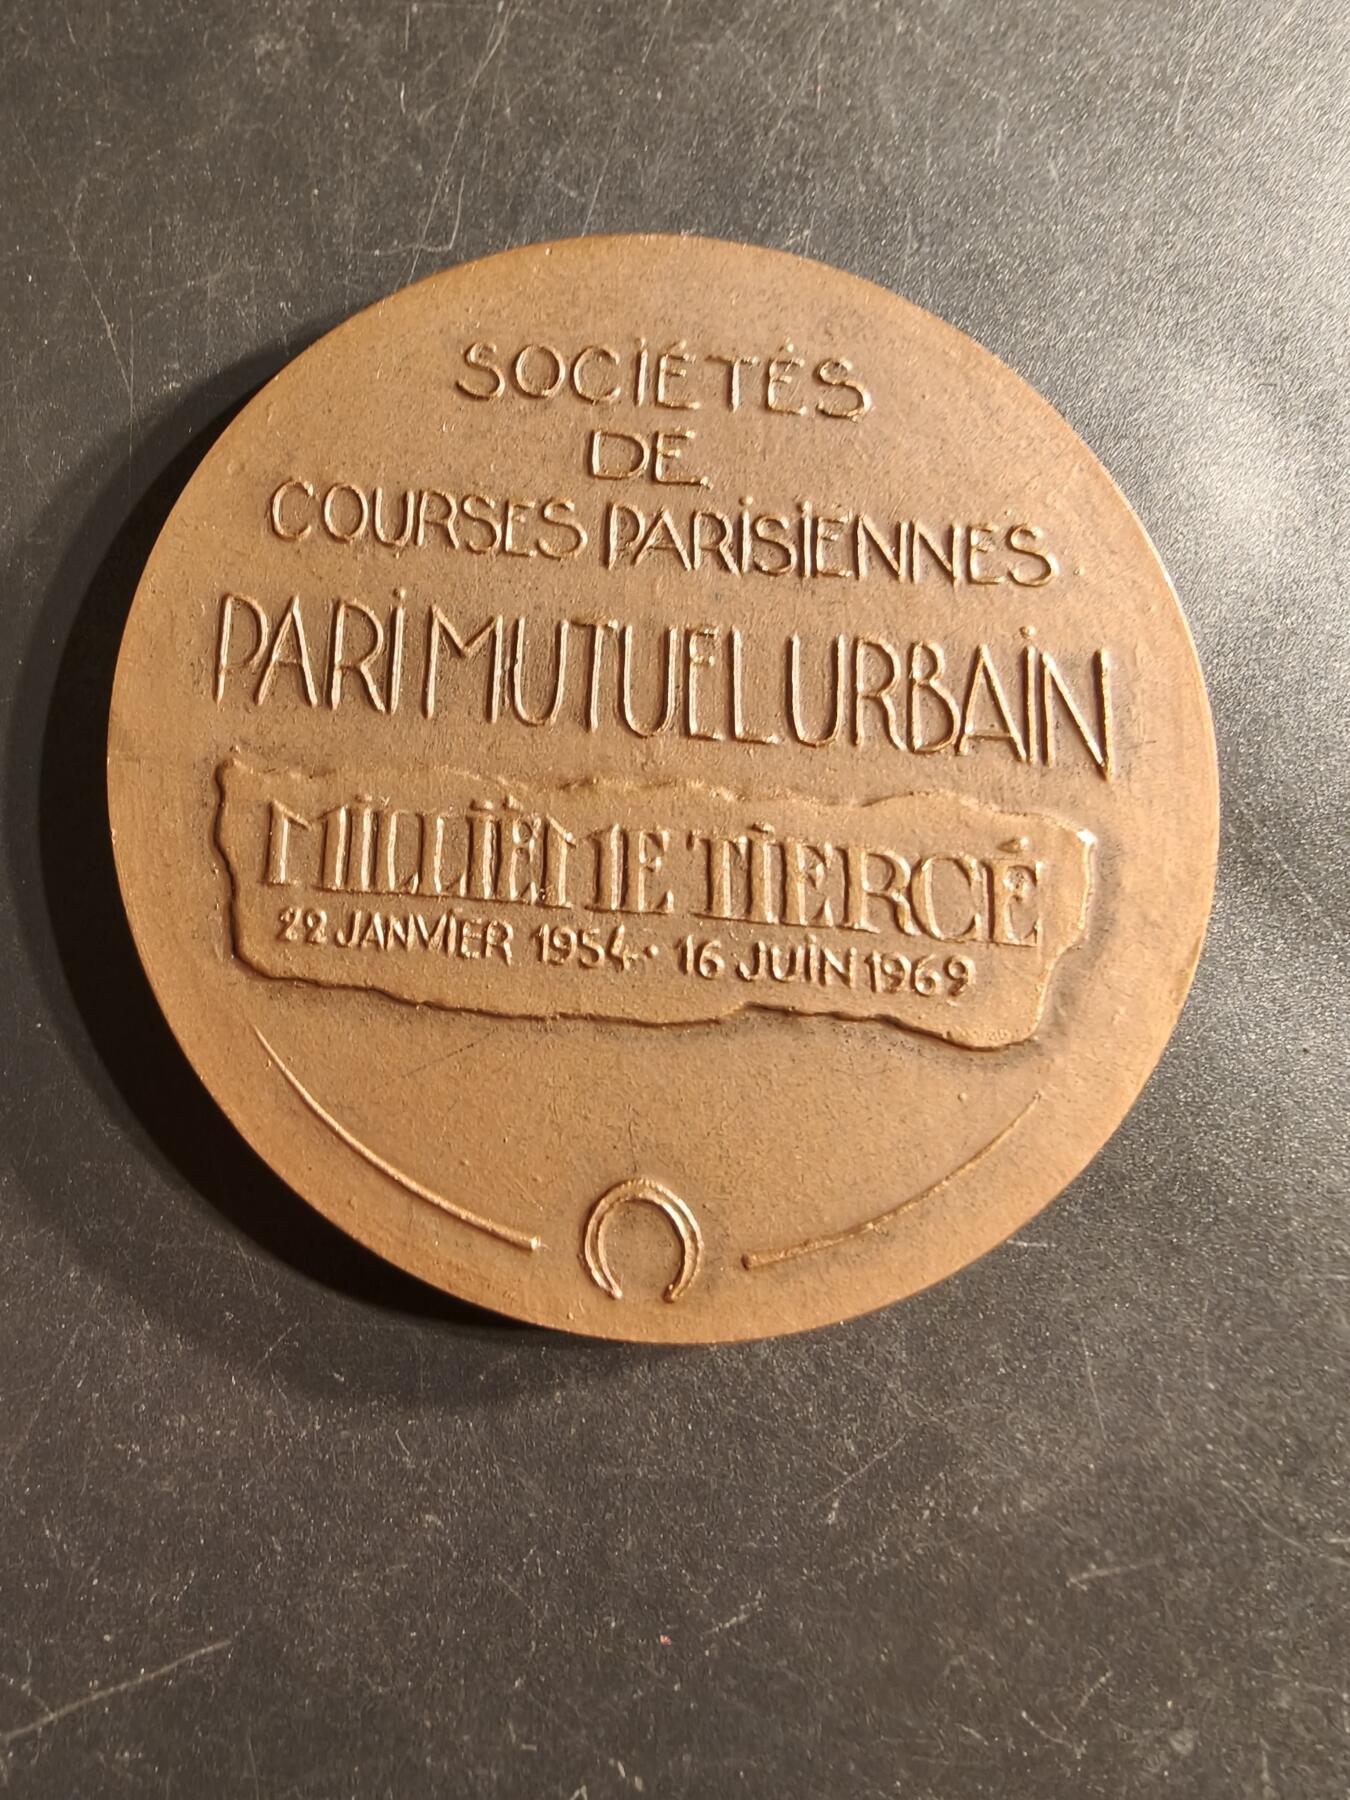 SOCIÉTÉS
DE
COURSES PARISIENNES
PARI MUTUEL URBAIN
MILLIÈME TIERCÉ
22 JANVIER 1954 · 16 JUIN 1969